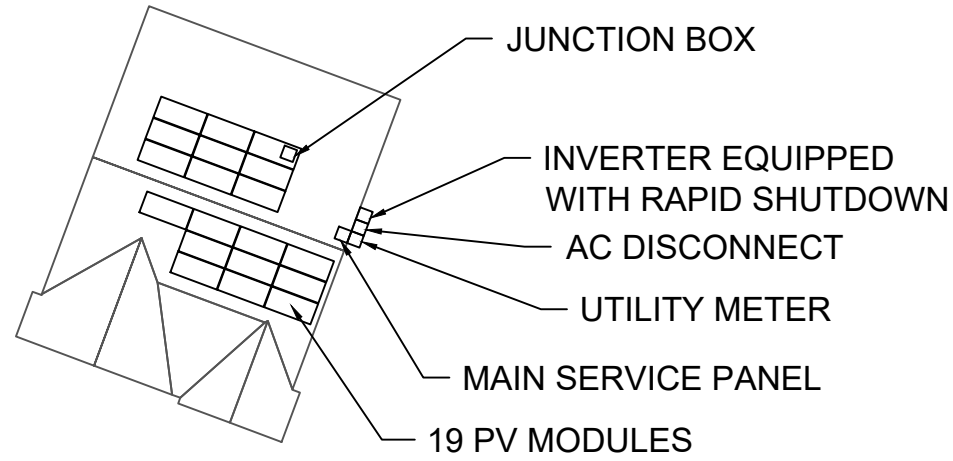 JUNCTION BOX
INVERTER EQUIPPED
WITH RAPID SHUTDOWN
AC DISCONNECT
UTILITY METER
MAIN SERVICE PANEL
19 PV MODULES